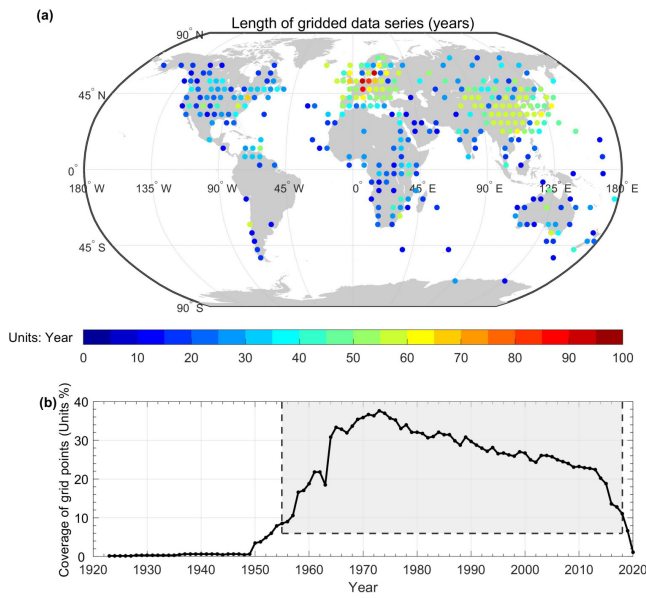 (a)
Length of gridded data series (years)
90° N
45° N
0°
180° W 135° W 90° W 45° W 0° 45° E 90° E 135° E 180° E
45° S
90° S
Units: Year
0 10 20 30 40 50 60 70 80 90 100
(b)
Coverage of grid points (Units %)
40
30
20
10
0
1920 1930 1940 1950 1960 1970 1980 1990 2000 2010 2020
Year